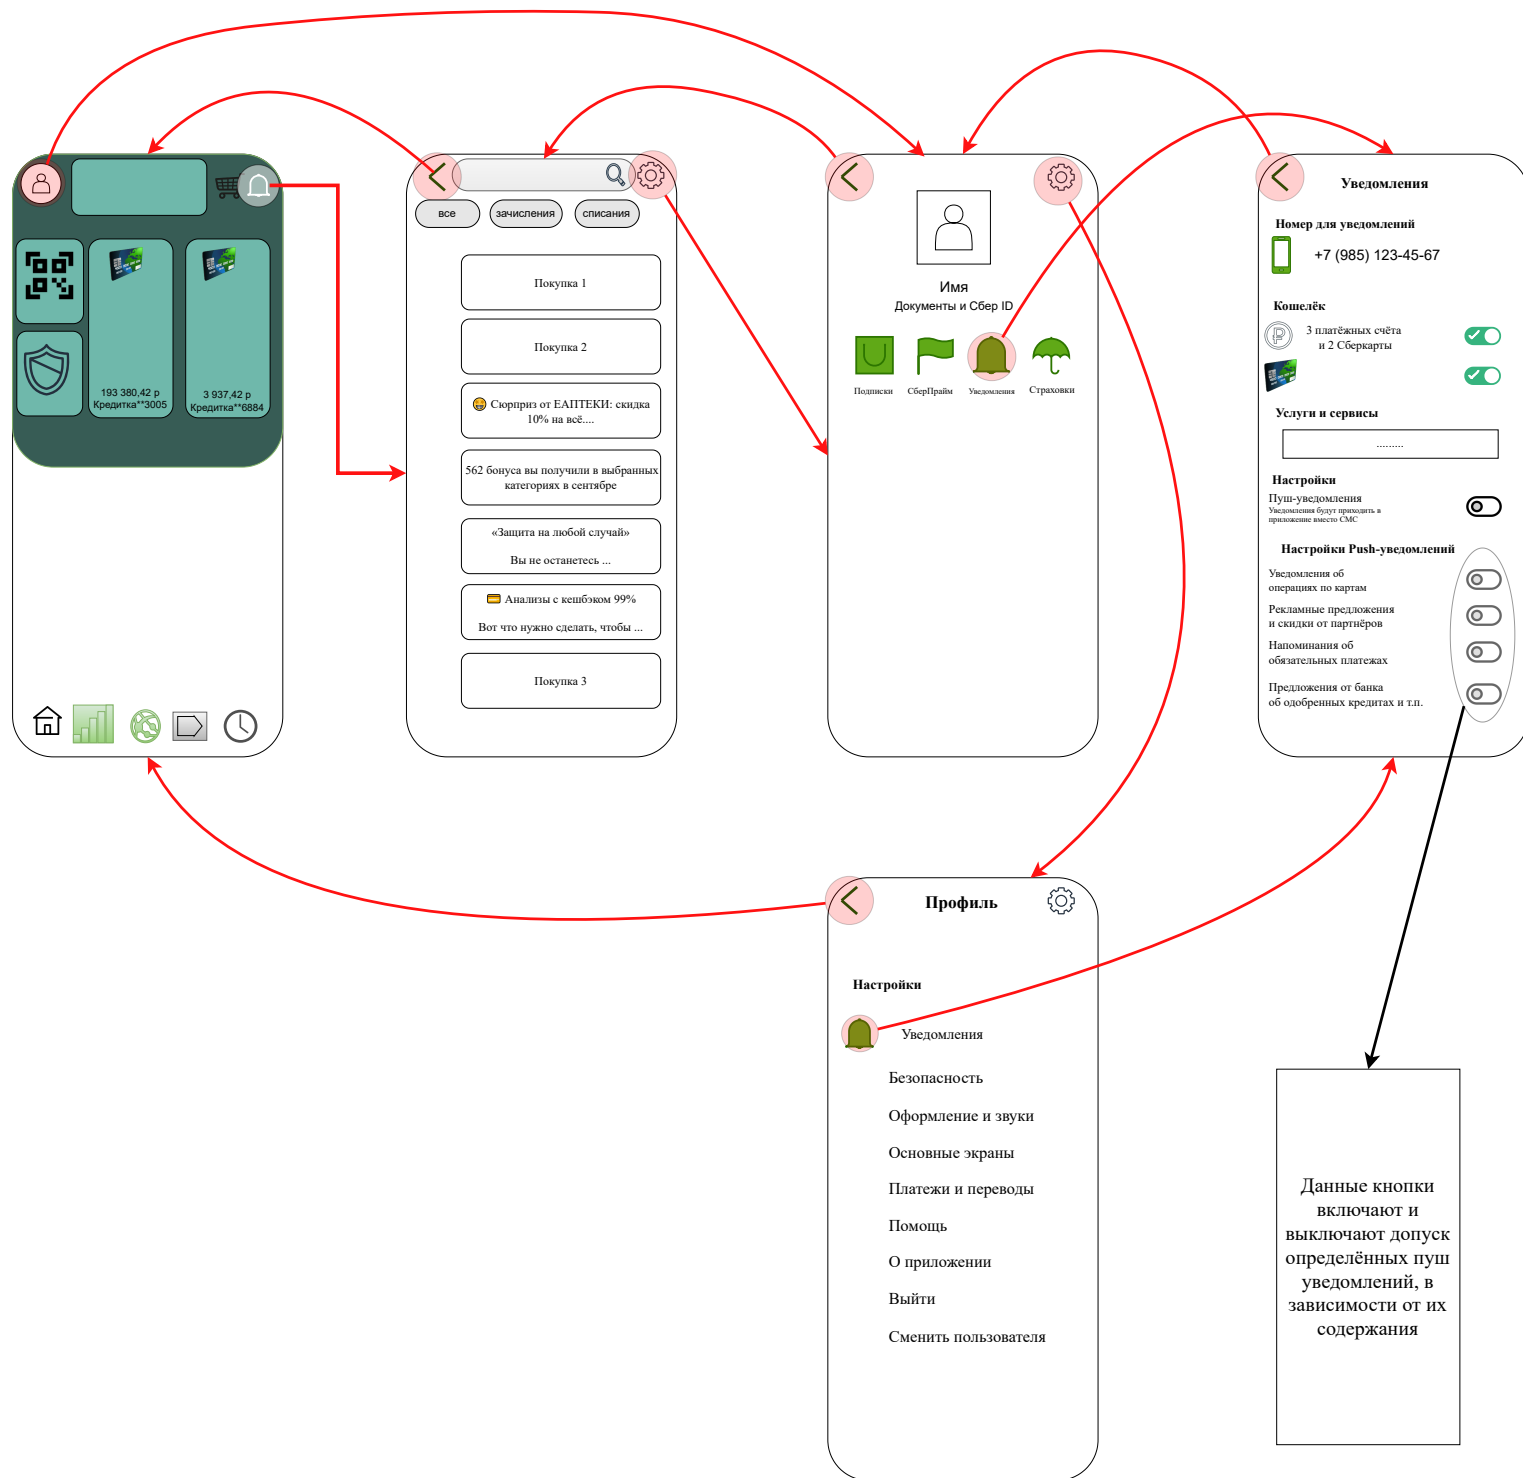 193 380,42 р
Кредитка**3005
3 937,42 р
Кредитка**6884
все
зачисления
списания
Покупка 1
Покупка 2
Сюрприз от ЕАПТЕКИ: скидка
10% на всё....
562 бонуса вы получили в выбранных
категориях в сентябре
«Защита на любой случай»
Вы не останетесь ...
Анализы с кешбэком 99%
Вот что нужно сделать, чтобы ...
Покупка 3
Имя
Документы и Сбер ID
Подписки
СберПрайм
Уведомления
Страховки
Уведомления
Номер для уведомлений
+7 (985) 123-45-67
Кошелёк
3 платёжных счёта
и 2 Сберкарты
Услуги и сервисы
.........
Настройки
Пуш-уведомления
Уведомления будут приходить в
приложение вместо СМС
Настройки Push-уведомлений
Уведомления об
операциях по картам
Рекламные предложения
и скидки от партнёров
Напоминания об
обязательных платежах
Предложения от банка
об одобренных кредитах и т.п.
Профиль
Настройки
Уведомления
Безопасность
Оформление и звуки
Основные экраны
Платежи и переводы
Помощь
О приложении
Выйти
Сменить пользователя
Данные кнопки
включают и
выключают допуск
определённых пуш
уведомлений, в
зависимости от их
содержания